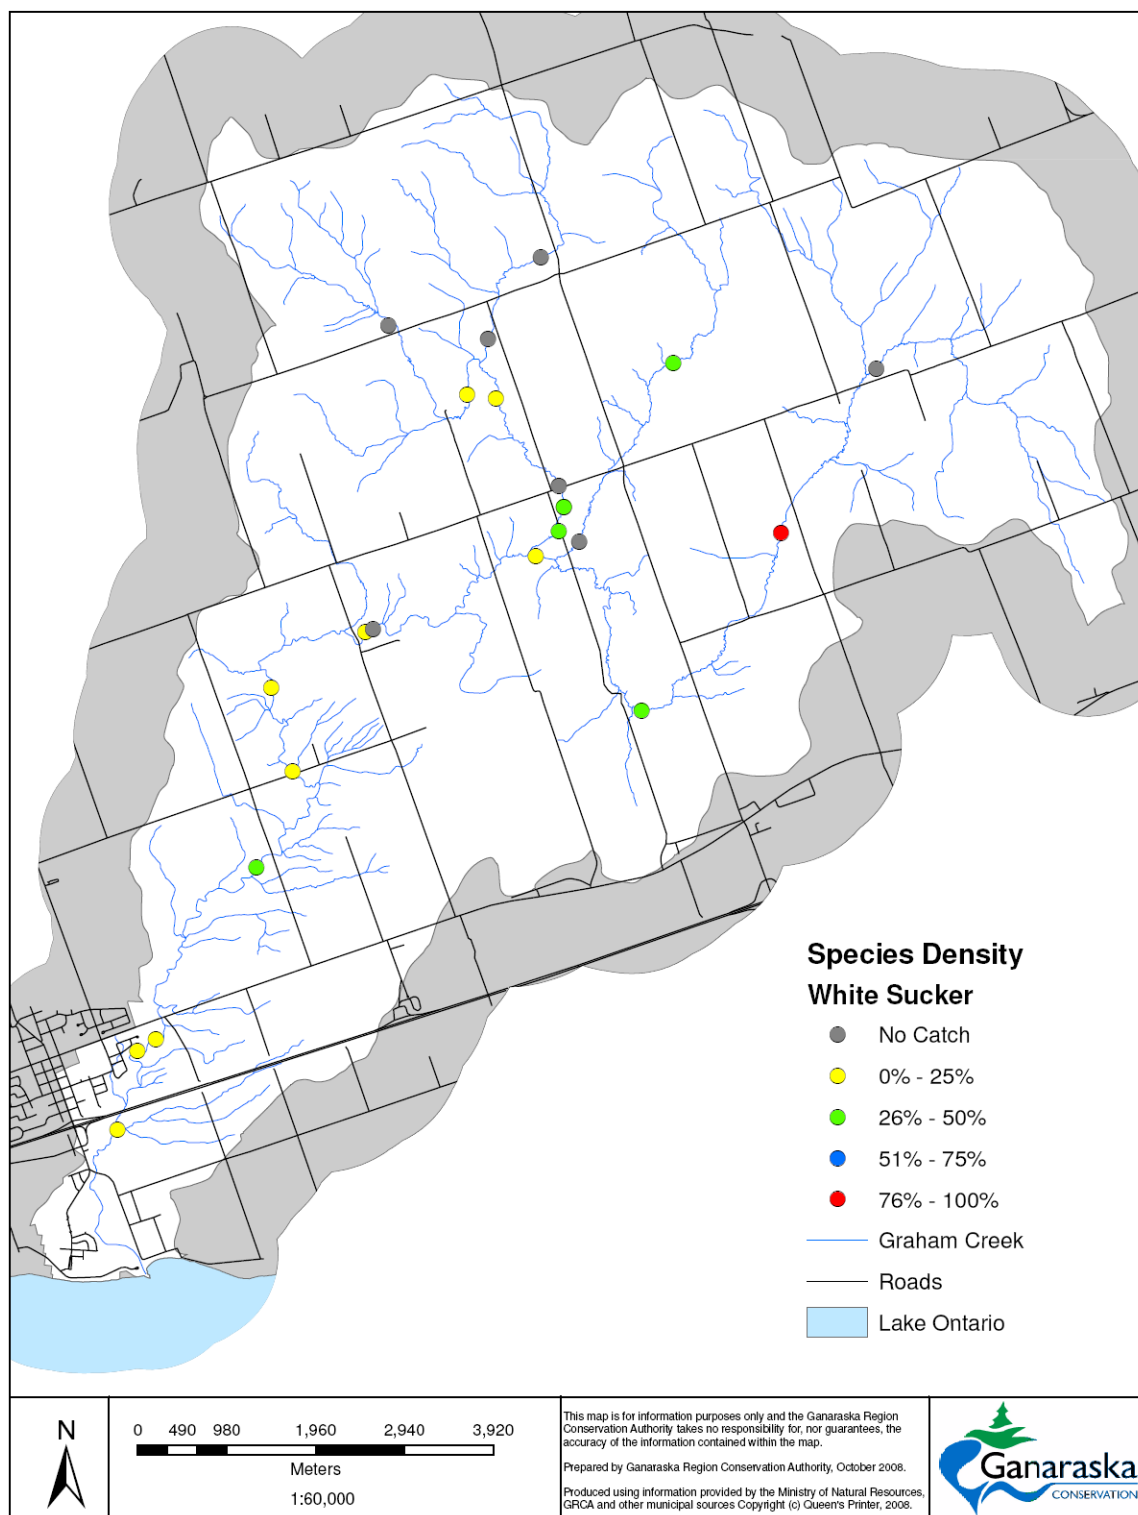 Species Density
White Sucker
No Catch
0% - 25%
26% - 50%
51% - 75%
76% - 100%
Graham Creek
Roads
Lake Ontario
N
0 490 980 1,960 2,940 3,920
Meters
1:60,000
This map is for information purposes only and the Ganaraska Region
Conservation Authority takes no responsibility for, nor guarantees, the
accuracy of the information contained within the map.
Prepared by Ganaraska Region Conservation Authority, October 2008.
Produced using information provided by the Ministry of Natural Resources,
GRCA and other municipal sources Copyright (c) Queen's Printer, 2008.
Ganaraska
CONSERVATION